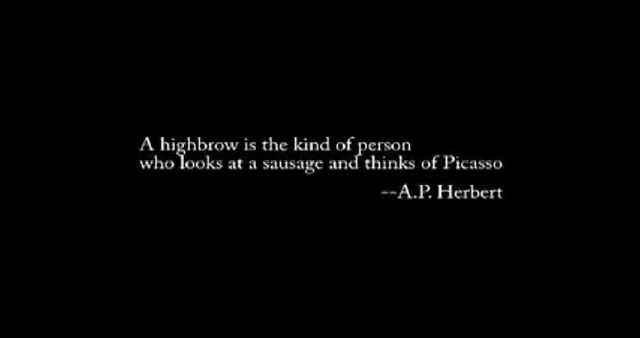 A highbrow is the kind of person
who looks at a sausage and thinks of Picasso
--A.P. Herbert